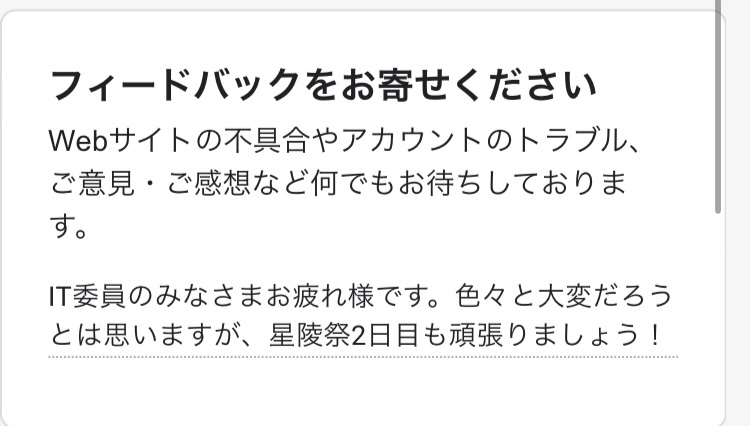 フィードバックをお寄せください
Webサイトの不具合やアカウントのトラブル、
ご意見・ご感想など何でもお待ちしておりま
す。
IT委員のみなさまお疲れ様です。色々と大変だろう
とは思いますが、星陵祭2日目も頑張りましょう！